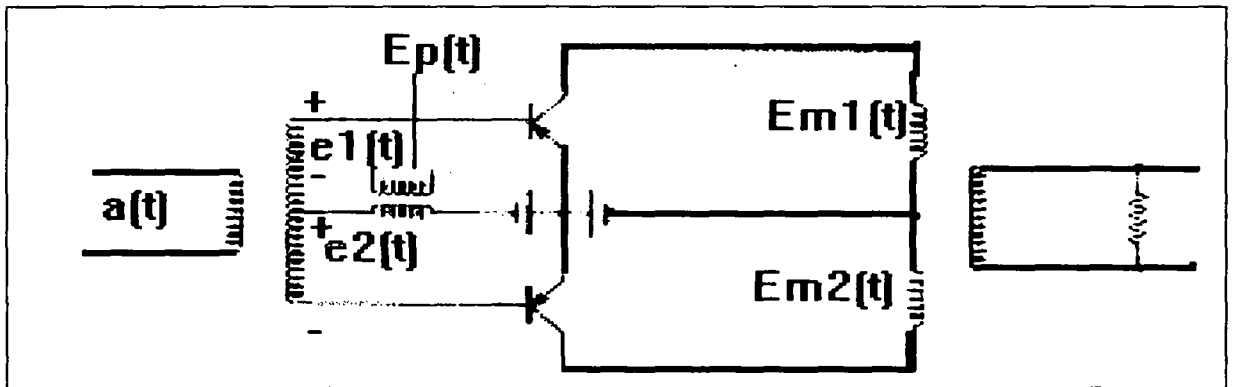 Ep(t)
+
Em1(t)
e1(t)
-
a(t)
+
e2(t)
Em2(t)
-